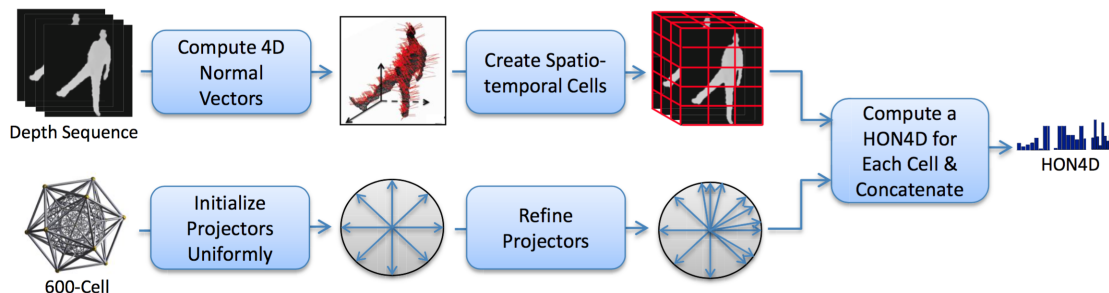 Depth Sequence
Compute 4D
Normal
Vectors
Create Spatio-
temporal Cells
600-Cell
Initialize
Projectors
Uniformly
Refine
Projectors
Compute a
HON4D for
Each Cell &
Concatenate
HON4D